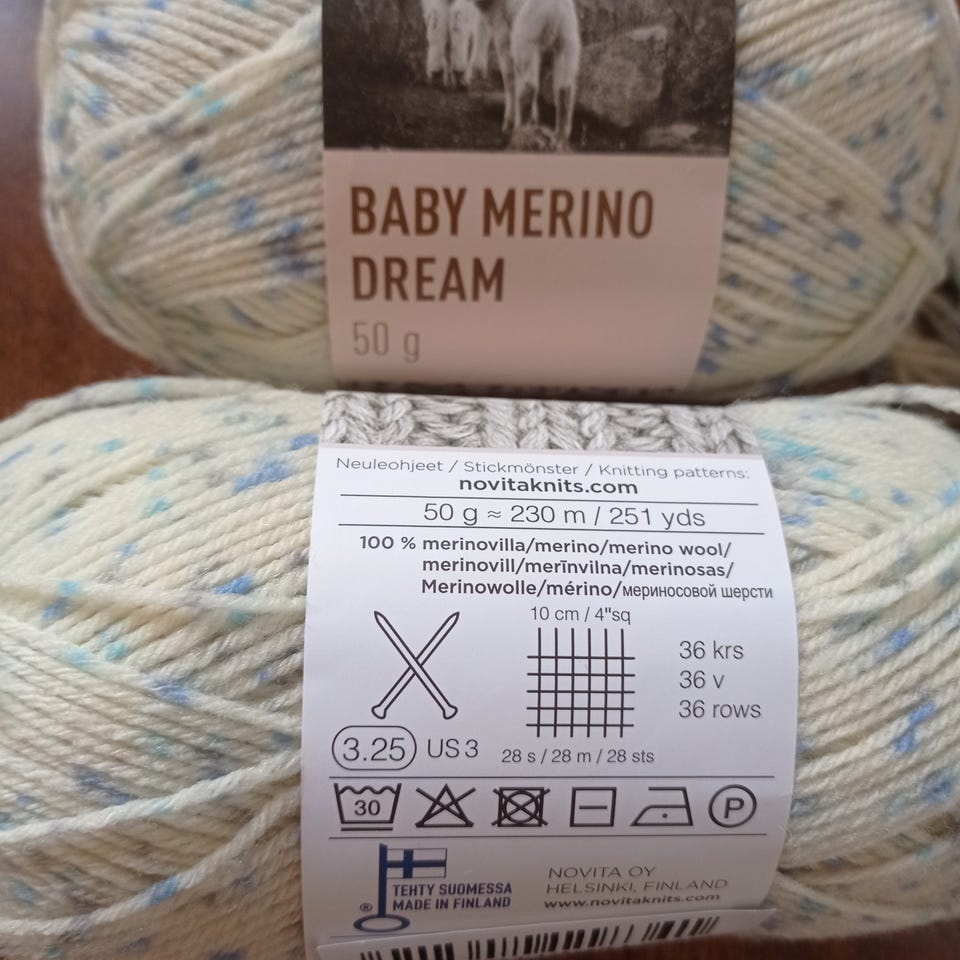 BABY MERINO
DREAM
50 g
Neuleohjeet / Stickmönster / Knitting patterns:
novitaknits.com
50 g ≈ 230 m / 251 yds
100 % merinovilla/merino/merino wool/
merinovill/merīnvilna/merinosas/
Merinowolle/mérino/мериносовой шерсти
10 cm / 4"sq
36 krs
36 v
36 rows
3.25 US 3
28 s / 28 m / 28 sts
30
P
TEHTY SUOMESSA
® MADE IN FINLAND
NOVITA OY
HELSINKI, FINLAND
www.novitaknits.com